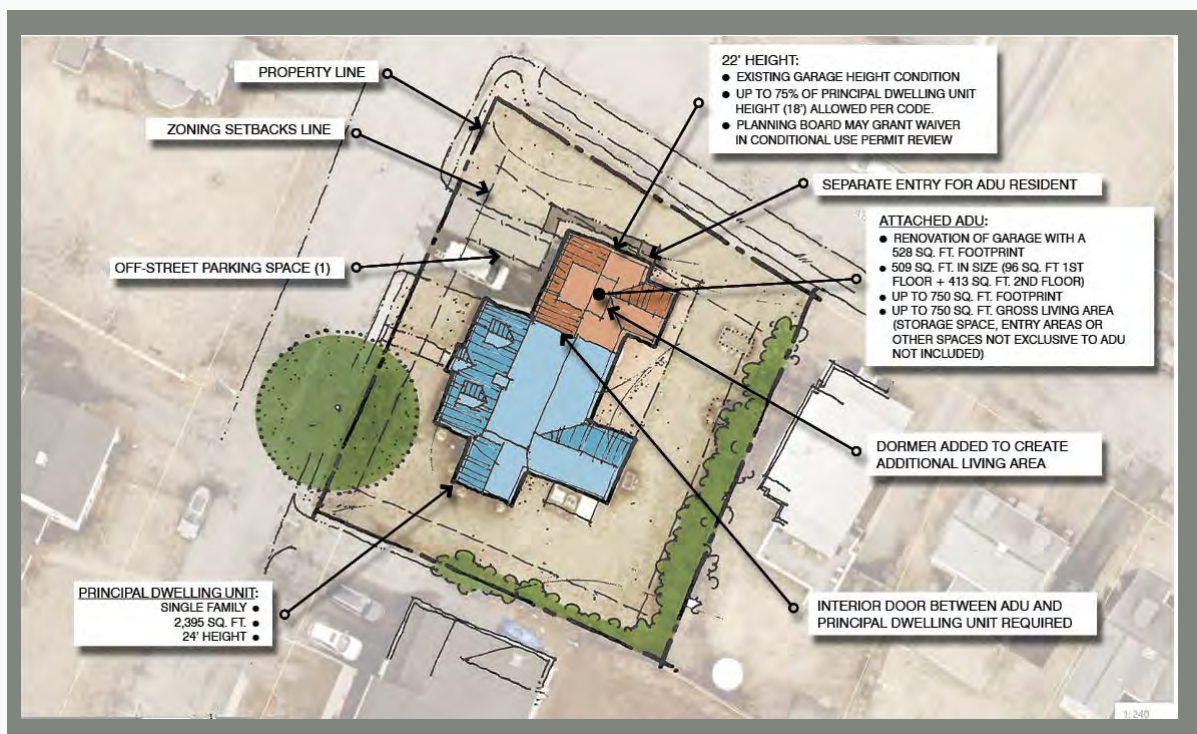 PROPERTY LINE
ZONING SETBACKS LINE
OFF-STREET PARKING SPACE (1)
PRINCIPAL DWELLING UNIT:
SINGLE FAMILY ●
2,395 SQ. FT. ●
24' HEIGHT ●
22' HEIGHT:
● EXISTING GARAGE HEIGHT CONDITION
● UP TO 75% OF PRINCIPAL DWELLING UNIT
HEIGHT (18') ALLOWED PER CODE.
● PLANNING BOARD MAY GRANT WAIVER
IN CONDITIONAL USE PERMIT REVIEW
SEPARATE ENTRY FOR ADU RESIDENT
ATTACHED ADU:
● RENOVATION OF GARAGE WITH A
528 SQ. FT. FOOTPRINT
● 509 SQ. FT. IN SIZE (96 SQ. FT 1ST
FLOOR + 413 SQ. FT. 2ND FLOOR)
● UP TO 750 SQ. FT. FOOTPRINT
● UP TO 750 SQ. FT. GROSS LIVING AREA
(STORAGE SPACE, ENTRY AREAS OR
OTHER SPACES NOT EXCLUSIVE TO ADU
NOT INCLUDED)
DORMER ADDED TO CREATE
ADDITIONAL LIVING AREA
INTERIOR DOOR BETWEEN ADU AND
PRINCIPAL DWELLING UNIT REQUIRED
1:240